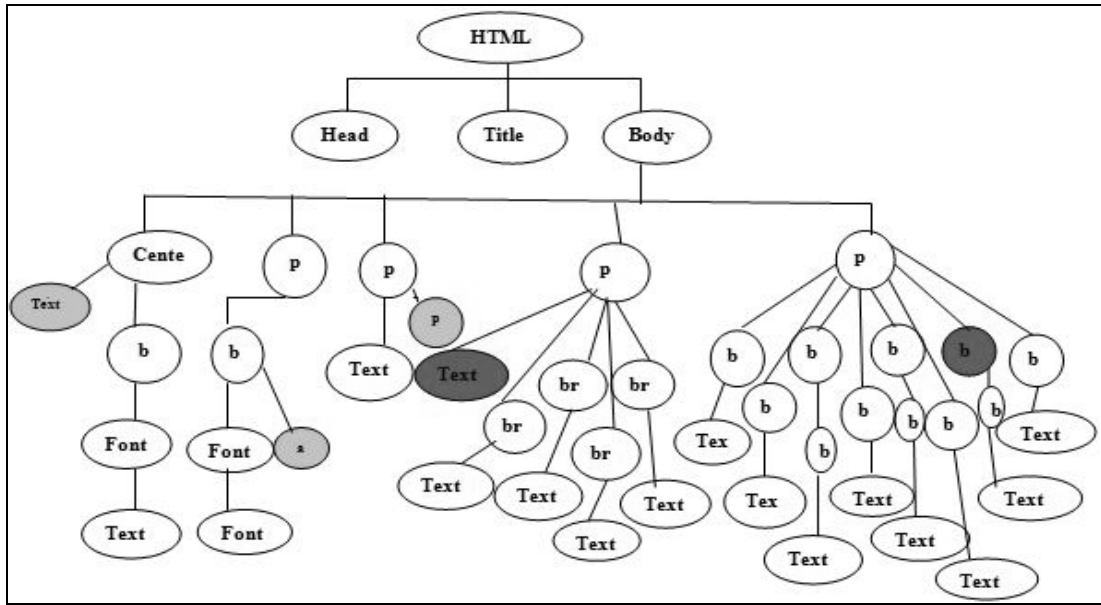 HTML
Head Title Body
Cente p p p p
Text
p
b b Text Text br br b b b b b
br b b b b b
Font Font a br Tex b Text
Text Text Text Tex Text Text
Text Font Text Text Text
Text